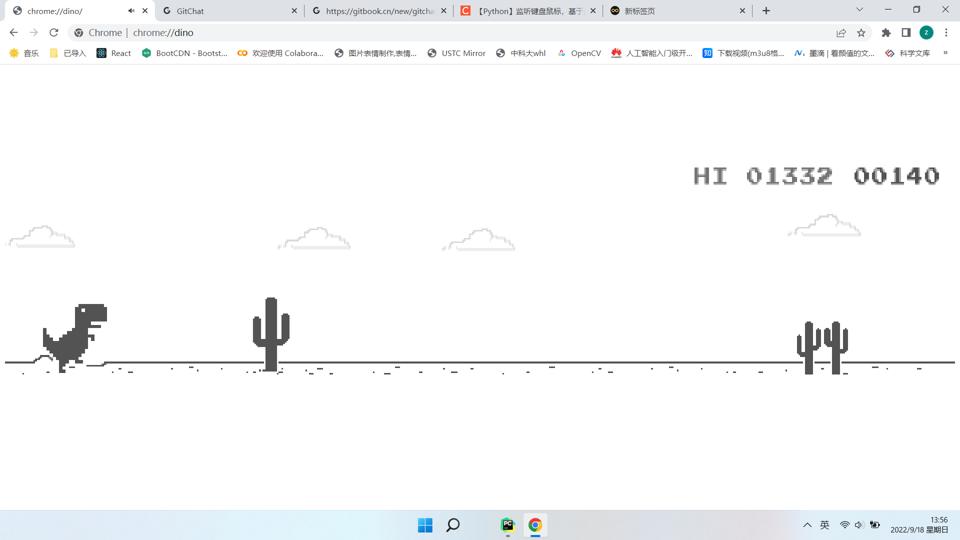 chrome://dino/
GitChat
https://gitbook.cn/new/gitcha
【Python】监听键盘鼠标，基于
新标签页
Chrome | chrome://dino
音乐
已导入
React
BootCDN - Bootst...
欢迎使用 Colabora...
图片表情制作,表情...
USTC Mirror
中科大whl
OpenCV
人工智能入门极开...
下载视频(m3u8格...
墨滴 | 看颜值的文...
科学文库
»
HI 01332 00140
英
13:56
2022/9/18 星期日